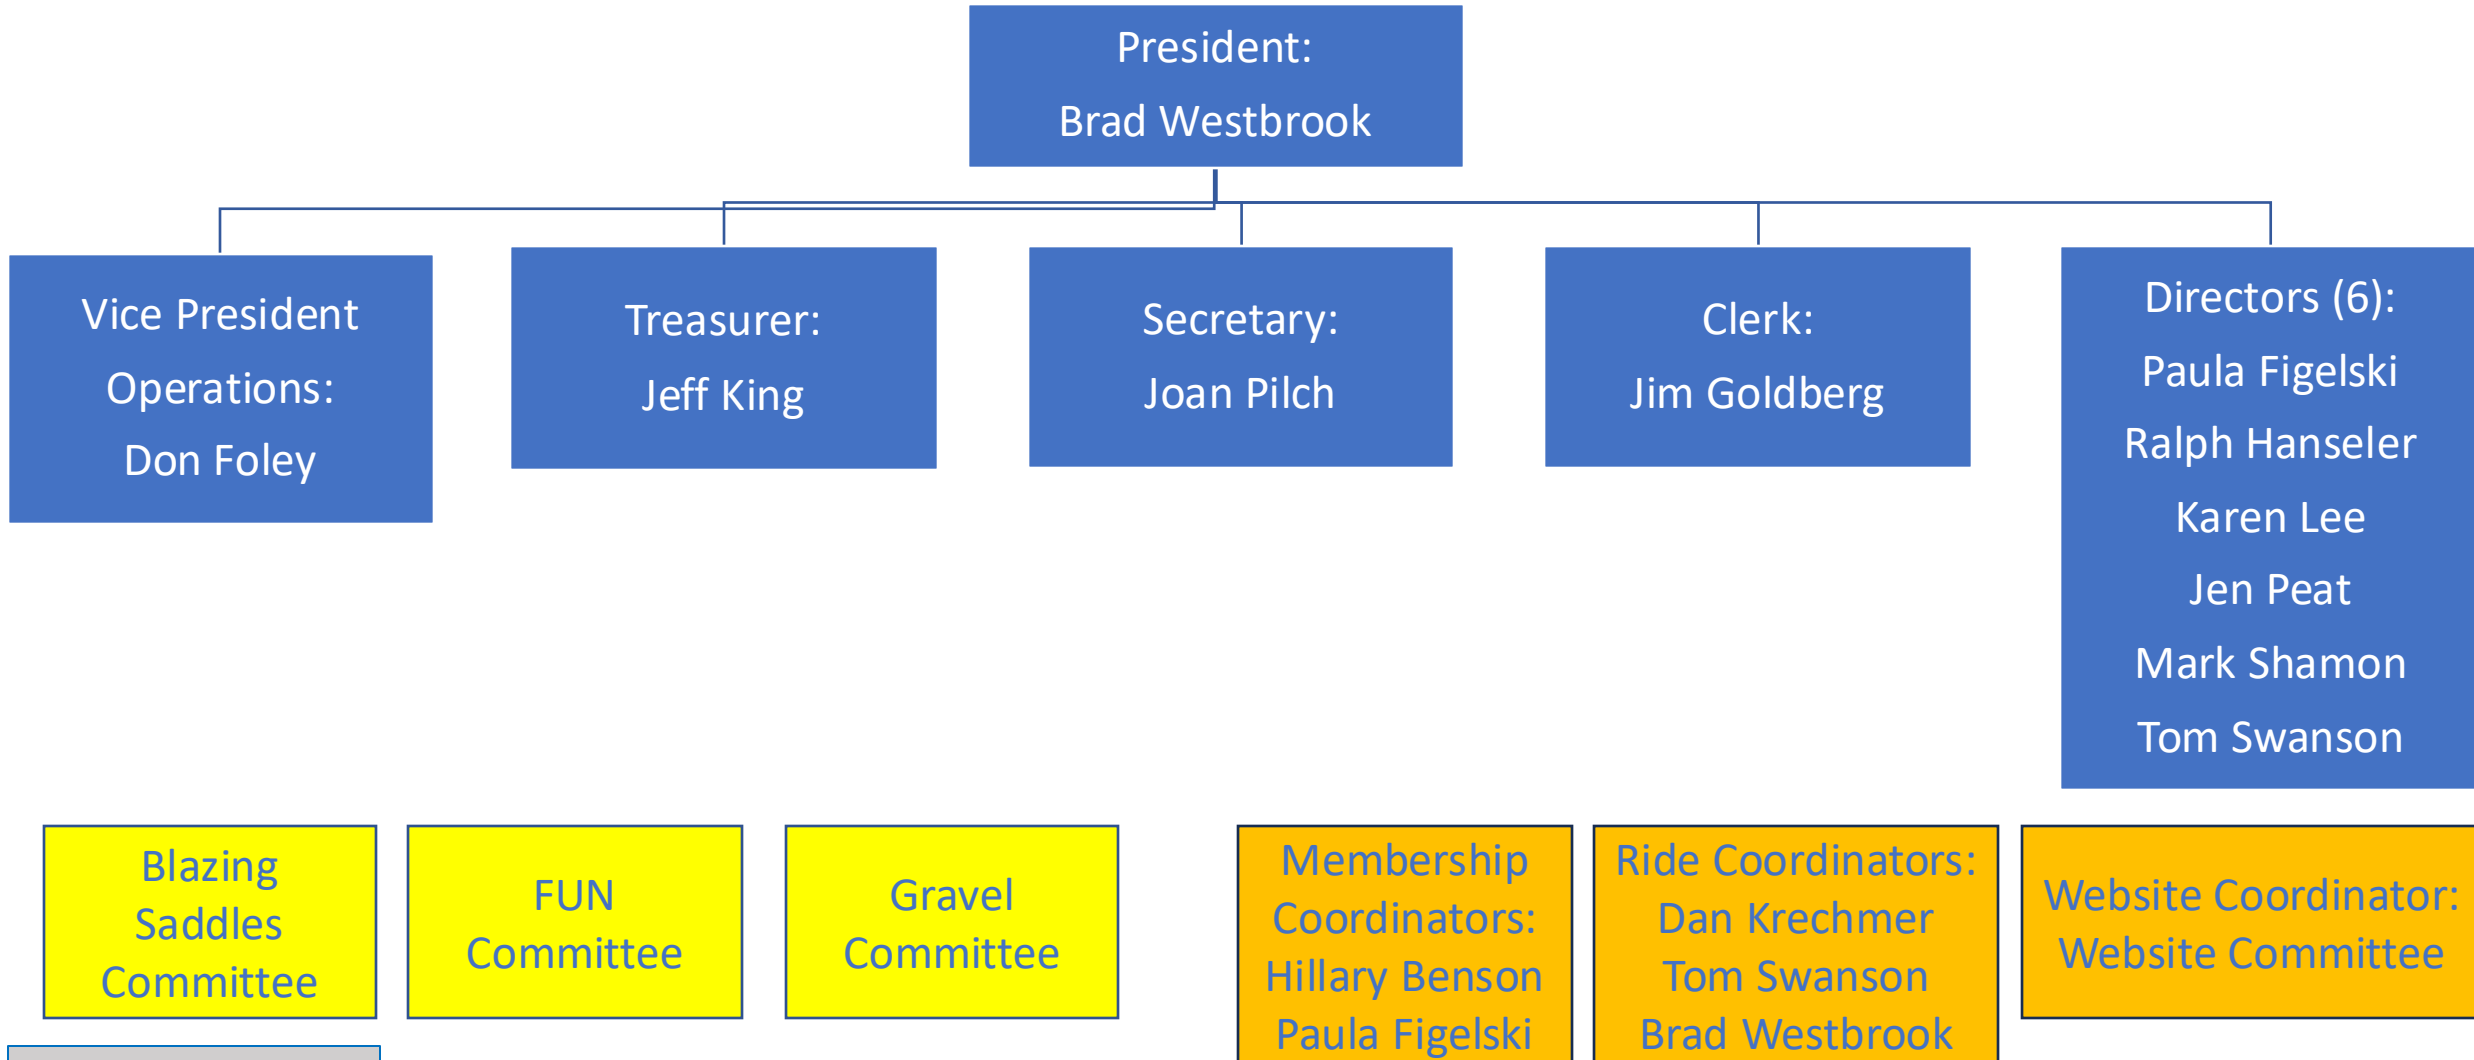 President:
Brad Westbrook
Vice President
Operations:
Don Foley
Treasurer:
Jeff King
Secretary:
Joan Pilch
Clerk:
Jim Goldberg
Directors (6):
Paula Figelski
Ralph Hanseler
Karen Lee
Jen Peat
Mark Shamon
Tom Swanson
Blazing
Saddles
Committee
FUN
Committee
Gravel
Committee
Membership
Coordinators:
Hillary Benson
Paula Figelski
Ride Coordinators:
Dan Krechmer
Tom Swanson
Brad Westbrook
Website Coordinator:
Website Committee